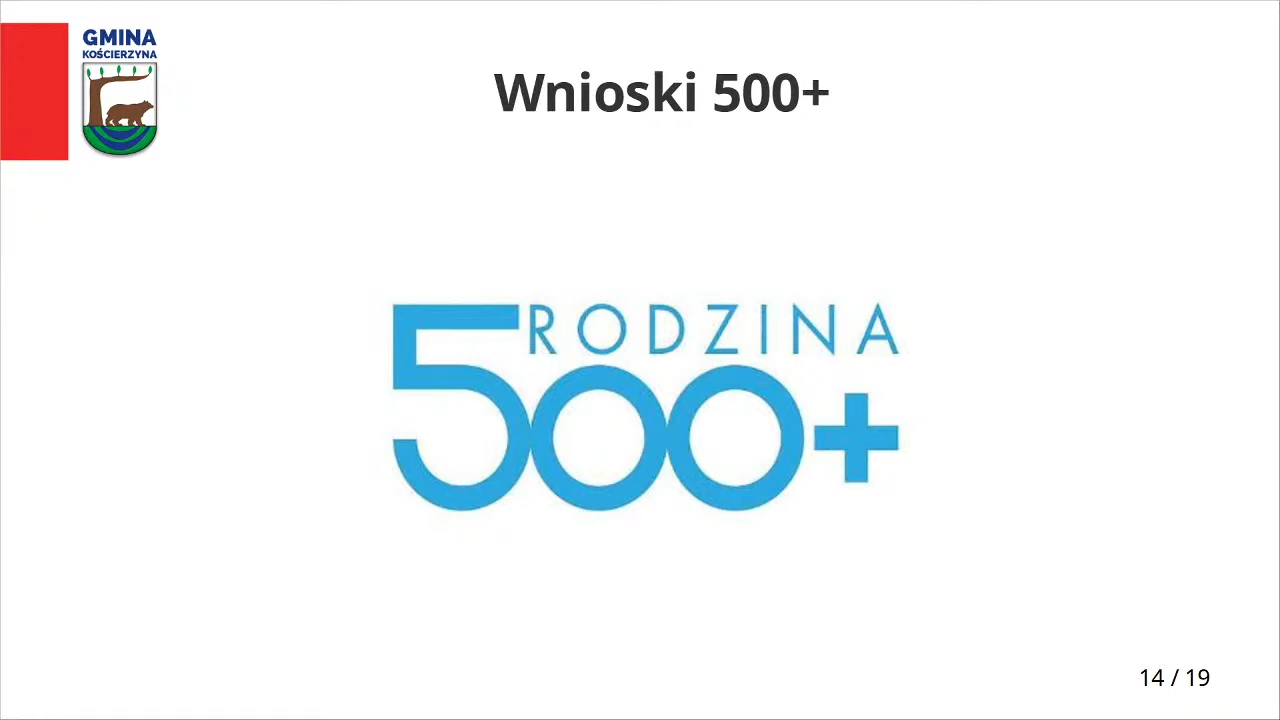 GMINA
KOŚCIERZYNA
Wnioski 500+
RODZINA
500+
14 / 19